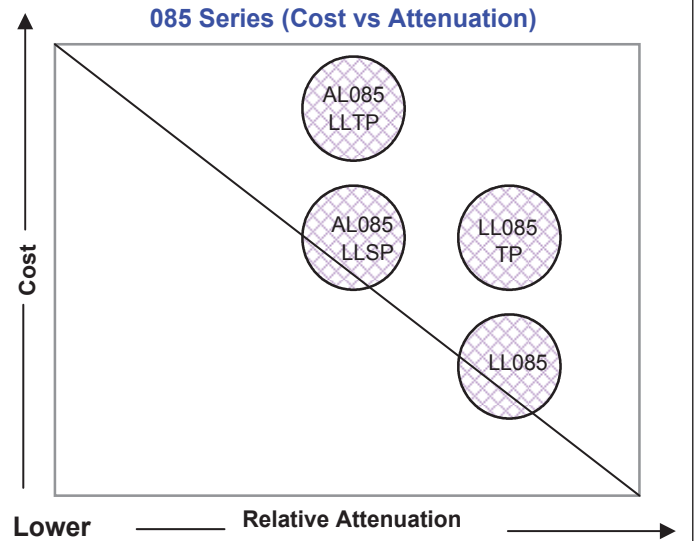 085 Series (Cost vs Attenuation)
AL085
LLTP
AL085
LLSP
LL085
TP
LL085
Cost
Lower
Relative Attenuation